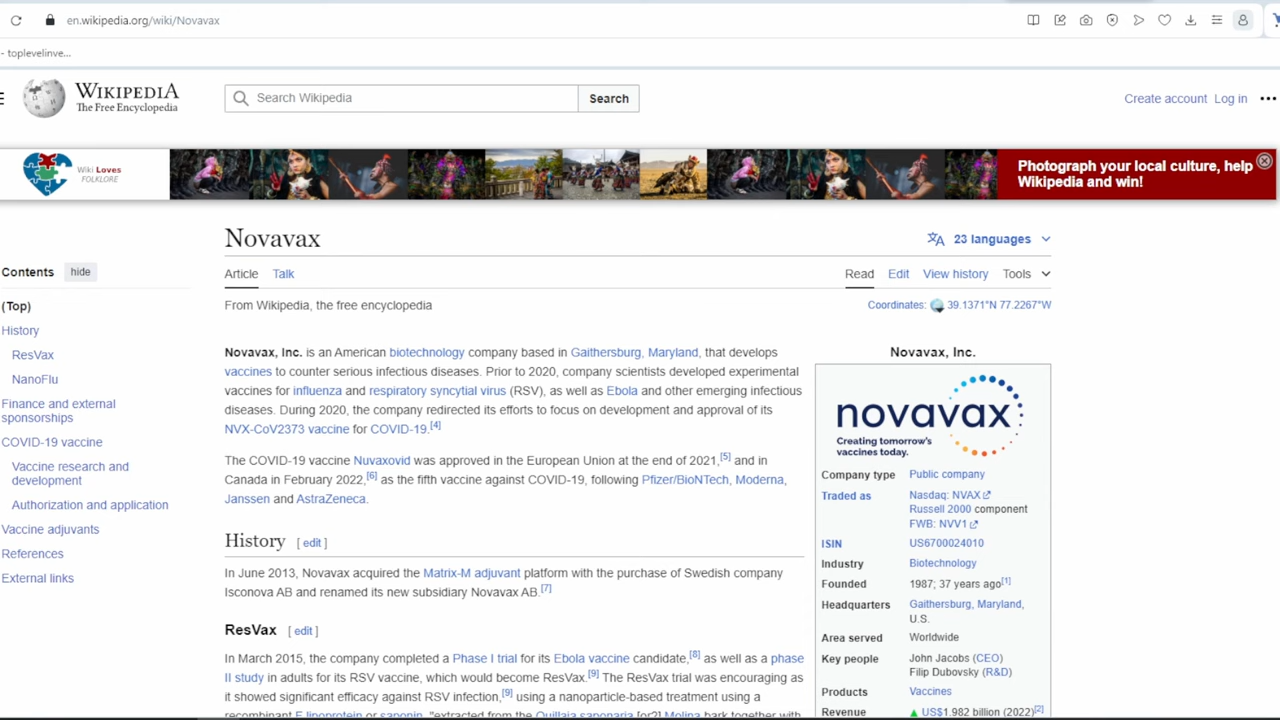 en.wikipedia.org/wiki/Novavax
- toplevelinve...
WIKIPEDIA
The Free Encyclopedia
Search Wikipedia
Search
Create account Log in
Wiki Loves
FOLKLORE
Photograph your local culture, help
Wikipedia and win!
Novavax
23 languages
Article Talk
Read Edit View history Tools
From Wikipedia, the free encyclopedia
Coordinates: 39.1371°N 77.2267°W
Contents hide
(Top)
History
ResVax
NanoFlu
Finance and external
sponsorships
COVID-19 vaccine
Vaccine research and
development
Authorization and application
Vaccine adjuvants
References
External links
Novavax, Inc. is an American biotechnology company based in Gaithersburg, Maryland, that develops
vaccines to counter serious infectious diseases. Prior to 2020, company scientists developed experimental
vaccines for influenza and respiratory syncytial virus (RSV), as well as Ebola and other emerging infectious
diseases. During 2020, the company redirected its efforts to focus on development and approval of its
NVX-CoV2373 vaccine for COVID-19.[4]
The COVID-19 vaccine Nuvaxovid was approved in the European Union at the end of 2021,[5] and in
Canada in February 2022,[6] as the fifth vaccine against COVID-19, following Pfizer/BioNTech, Moderna,
Janssen and AstraZeneca.
History [ edit ]
In June 2013, Novavax acquired the Matrix-M adjuvant platform with the purchase of Swedish company
Isconova AB and renamed its new subsidiary Novavax AB.[7]
ResVax [ edit ]
In March 2015, the company completed a Phase I trial for its Ebola vaccine candidate,[8] as well as a phase
II study in adults for its RSV vaccine, which would become ResVax.[9] The ResVax trial was encouraging as
it showed significant efficacy against RSV infection,[9] using a nanoparticle-based treatment using a
recombinant F lipoprotein or saponin, "extracted from the Quillaja saponaria [or?] Molina bark together with
Novavax, Inc.
novavax
Creating tomorrow's
vaccines today.
Company type Public company
Traded as Nasdaq: NVAX
Russell 2000 component
FWB: NVV1
ISIN US6700024010
Industry Biotechnology
Founded 1987; 37 years ago[1]
Headquarters Gaithersburg, Maryland,
U.S.
Area served Worldwide
Key people John Jacobs (CEO)
Filip Dubovsky (R&D)
Products Vaccines
Revenue ▲ US$1.982 billion (2022)[2]